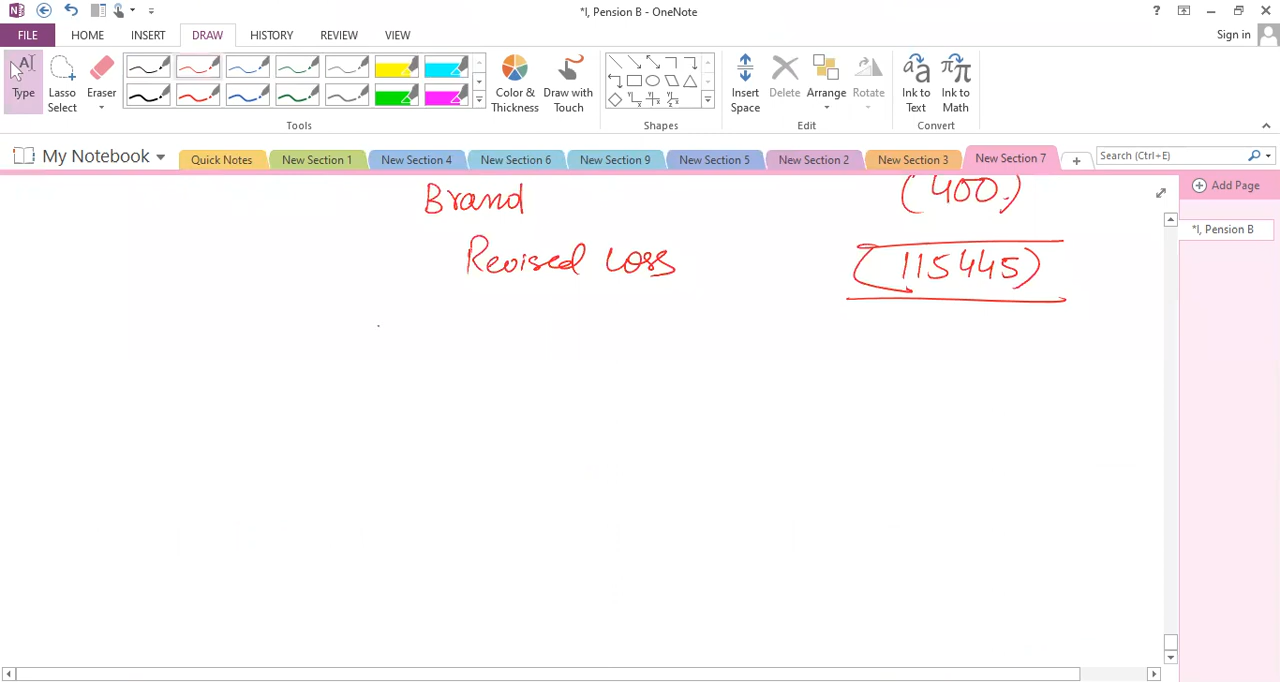 *I, Pension B - OneNote
?
FILE HOME INSERT DRAW HISTORY REVIEW VIEW
Sign in
Type
Lasso Select
Eraser
Color & Thickness
Draw with Touch
Insert Space
Delete
Arrange
Rotate
Ink to Text
Ink to Math
Tools Shapes Edit Convert
My Notebook Quick Notes New Section 1 New Section 4 New Section 6 New Section 9 New Section 5 New Section 2 New Section 3 New Section 7 Search (Ctrl+E)
Add Page
*I, Pension B
Brand (400)
Revised Loss (115445)